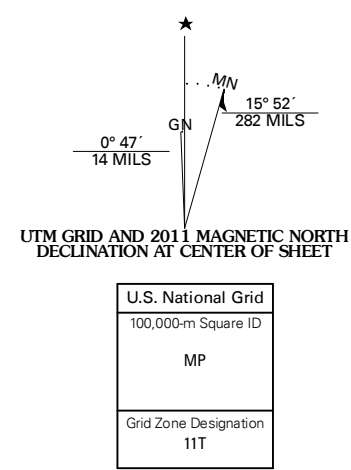 ★
MN
GN
15° 52´
282 MILS
0° 47´
14 MILS
UTM GRID AND 2011 MAGNETIC NORTH
DECLINATION AT CENTER OF SHEET
U.S. National Grid
100,000-m Square ID
MP
Grid Zone Designation
11T